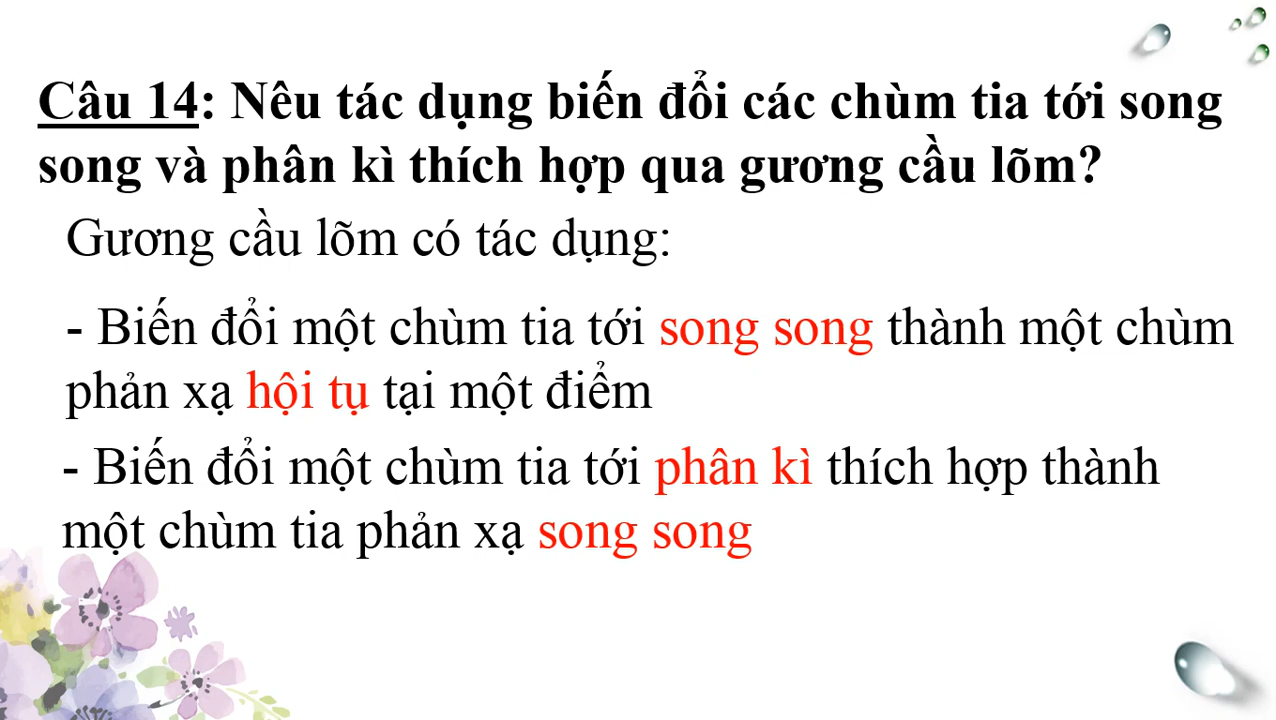 Câu 14: Nêu tác dụng biến đổi các chùm tia tới song
song và phân kì thích hợp qua gương cầu lõm?
Gương cầu lõm có tác dụng:
- Biến đổi một chùm tia tới song song thành một chùm
phản xạ hội tụ tại một điểm
- Biến đổi một chùm tia tới phân kì thích hợp thành
một chùm tia phản xạ song song